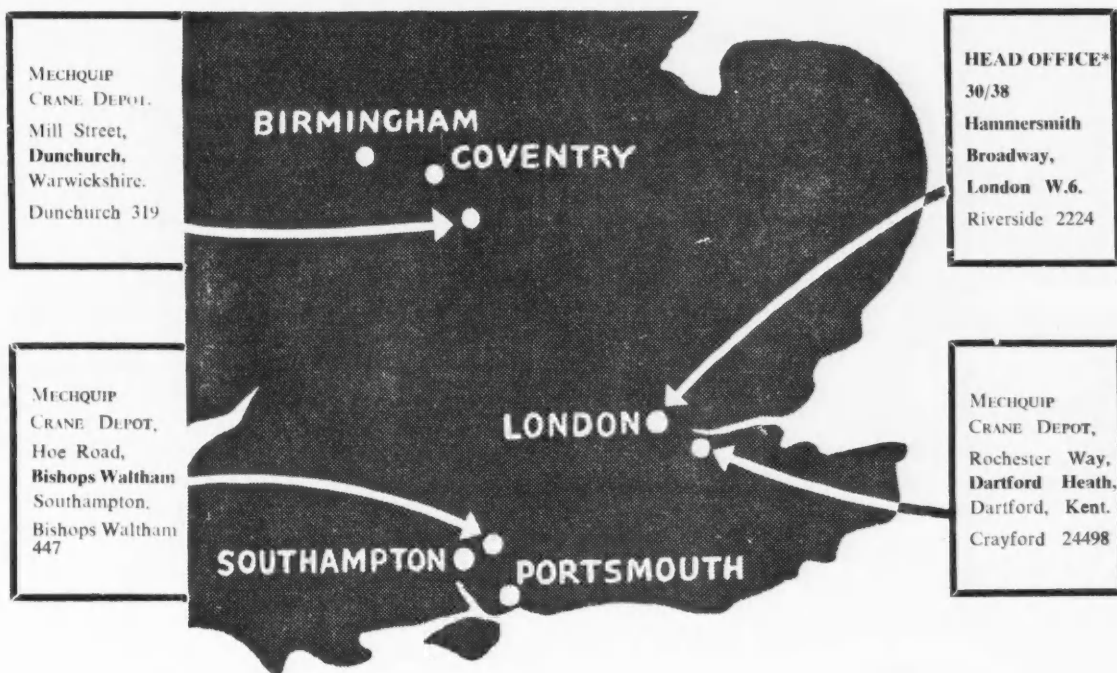 MECHQUIP
CRANE DEPOT.
Mill Street,
Dunchurch,
Warwickshire.
Dunchurch 319
BIRMINGHAM
COVENTRY
HEAD OFFICE*
30/38
Hammersmith
Broadway,
London W.6.
Riverside 2224
MECHQUIP
CRANE DEPOT,
Hoe Road,
Bishops Waltham
Southampton.
Bishops Waltham
447
LONDON
SOUTHAMPTON
PORTSMOUTH
MECHQUIP
CRANE DEPOT,
Rochester Way,
Dartford Heath,
Dartford, Kent.
Crayford 24498